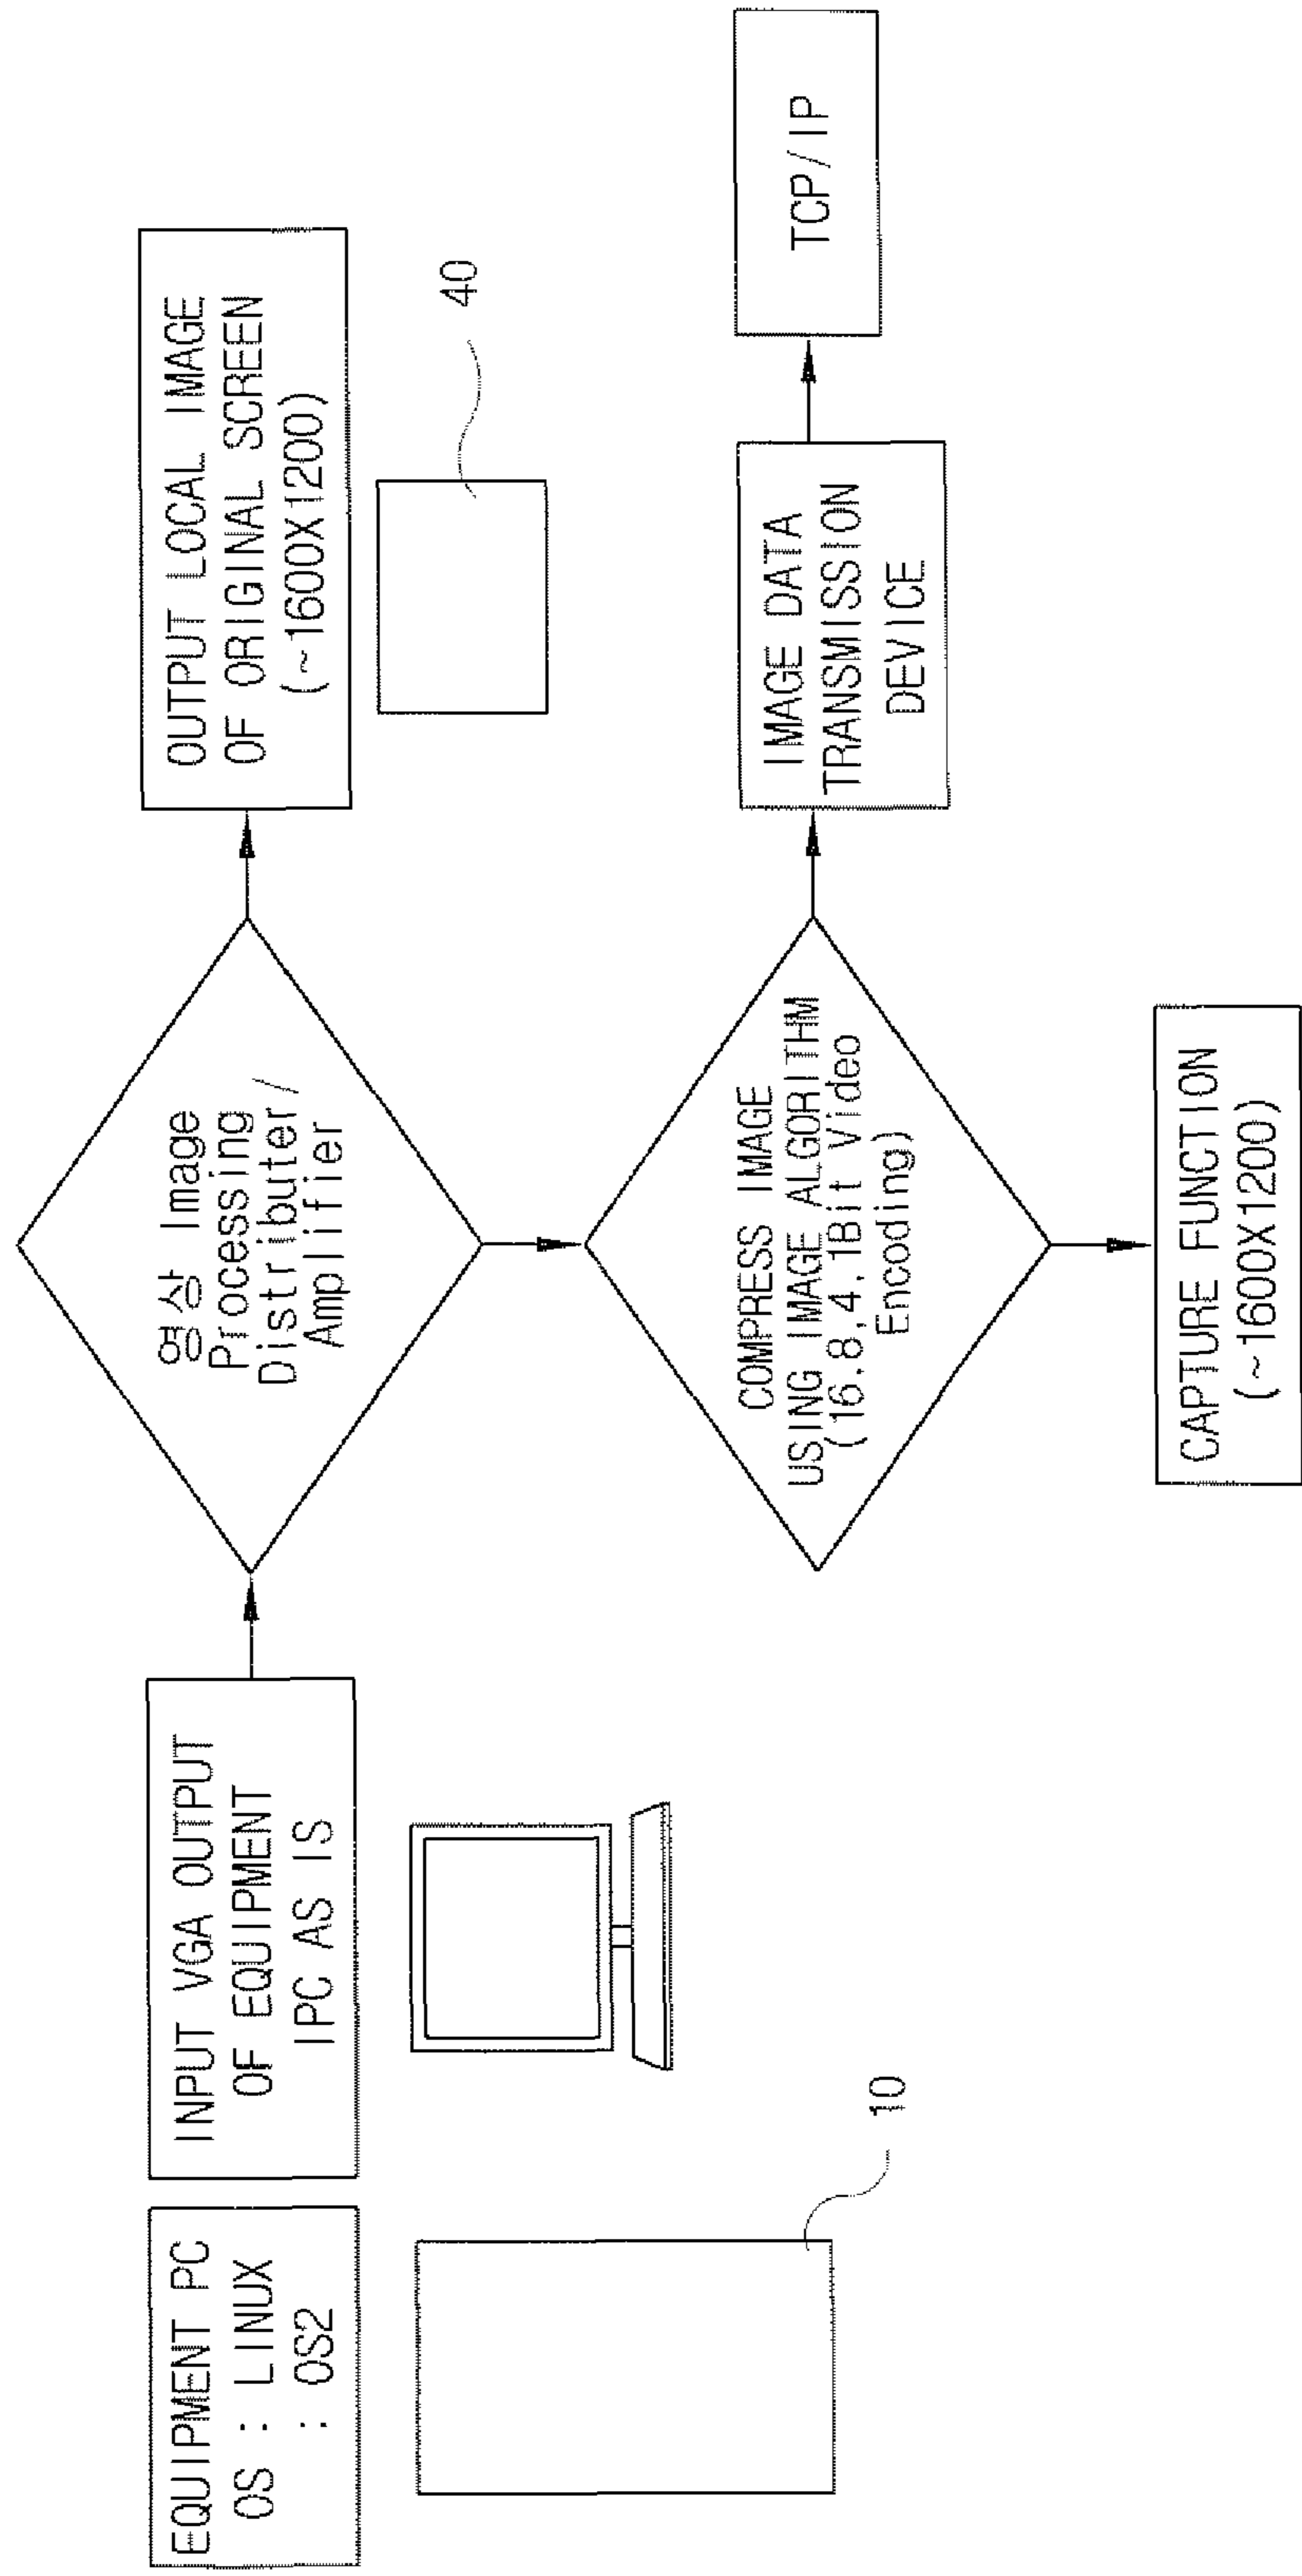 EQUIPMENT PC
OS : LINUX
: OS2
10
INPUT VGA OUTPUT
OF EQUIPMENT
IPC AS IS
영상 Image
Processing
Distributer/
Amplifier
OUTPUT LOCAL IMAGE
OF ORIGINAL SCREEN
(~1600X1200)
40
COMPRESS IMAGE
USING IMAGE ALGORITHM
(16,8,4,1Bit Video
Encoding)
IMAGE DATA
TRANSMISSION
DEVICE
TCP/IP
CAPTURE FUNCTION
(~1600X1200)